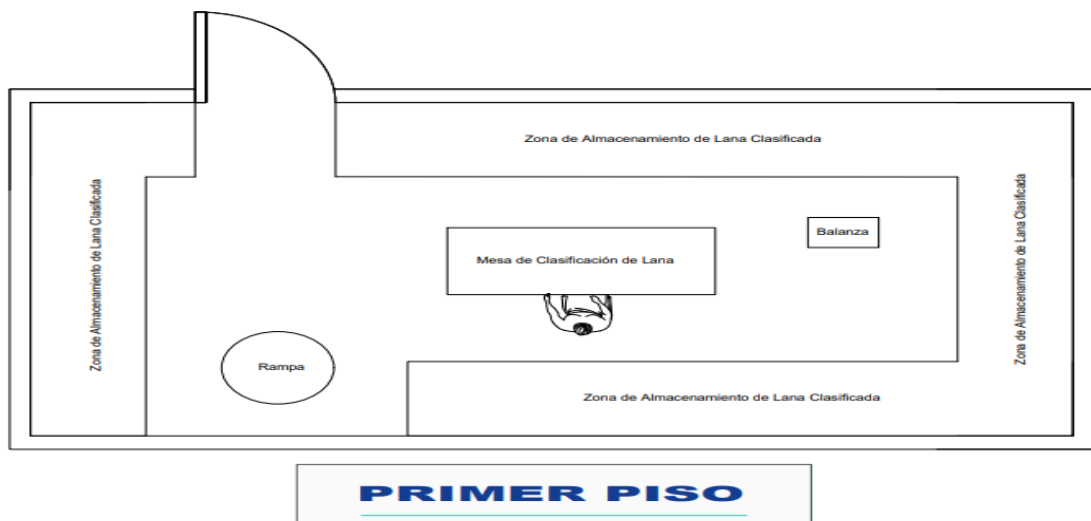 Zona de Almacenamiento de Lana Clasificada
Zona de Almacenamiento de Lana Clasificada
Zona de Almacenamiento de Lana Clasificada
Balanza
Mesa de Clasificación de Lana
Rampa
Zona de Almacenamiento de Lana Clasificada
PRIMER PISO